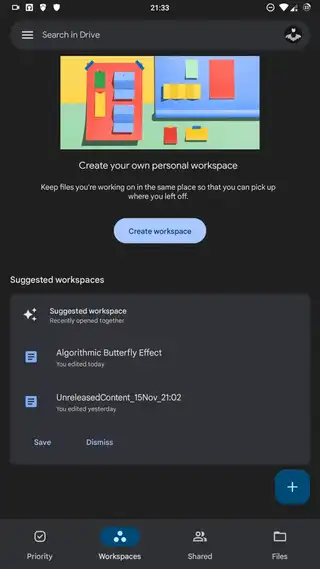 21:33
Search in Drive
Create your own personal workspace
Keep files you're working on in the same place so that you can pick up
where you left off.
Create workspace
Suggested workspaces
Suggested workspace
Recently opened together
Algorithmic Butterfly Effect
You edited today
UnreleasedContent_15Nov_21:02
You edited yesterday
Save Dismiss
Priority Workspaces Shared Files